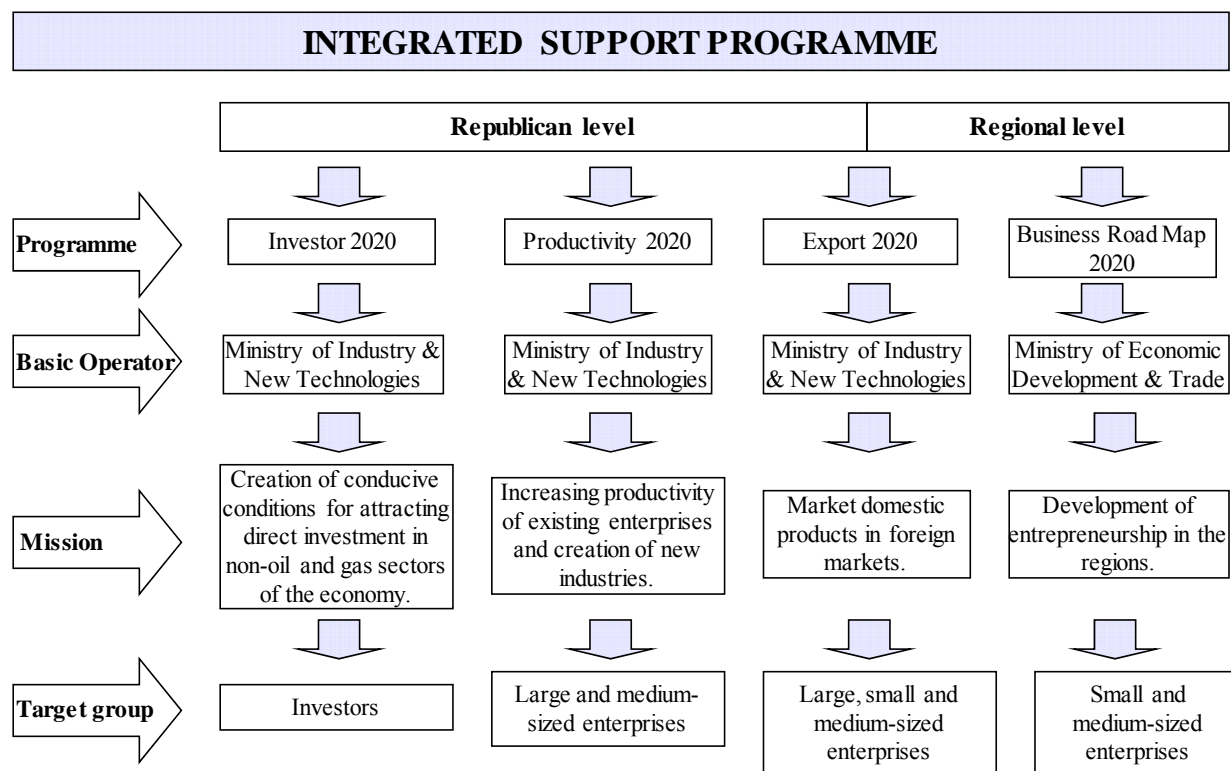 INTEGRATED SUPPORT PROGRAMME
Republican level
Regional level
Programme
Investor 2020
Productivity 2020
Export 2020
Business Road Map
2020
Basic Operator
Ministry of Industry &
New Technologies
Ministry of Industry
& New Technologies
Ministry of Industry
& New Technologies
Ministry of Economic
Development & Trade
Mission
Creation of conducive
conditions for attracting
direct investment in
non-oil and gas sectors
of the economy.
Increasing productivity
of existing enterprises
and creation of new
industries.
Market domestic
products in foreign
markets.
Development of
entrepreneurship in the
regions.
Target group
Investors
Large and medium-
sized enterprises
Large, small and
medium-sized
enterprises
Small and
medium-sized
enterprises